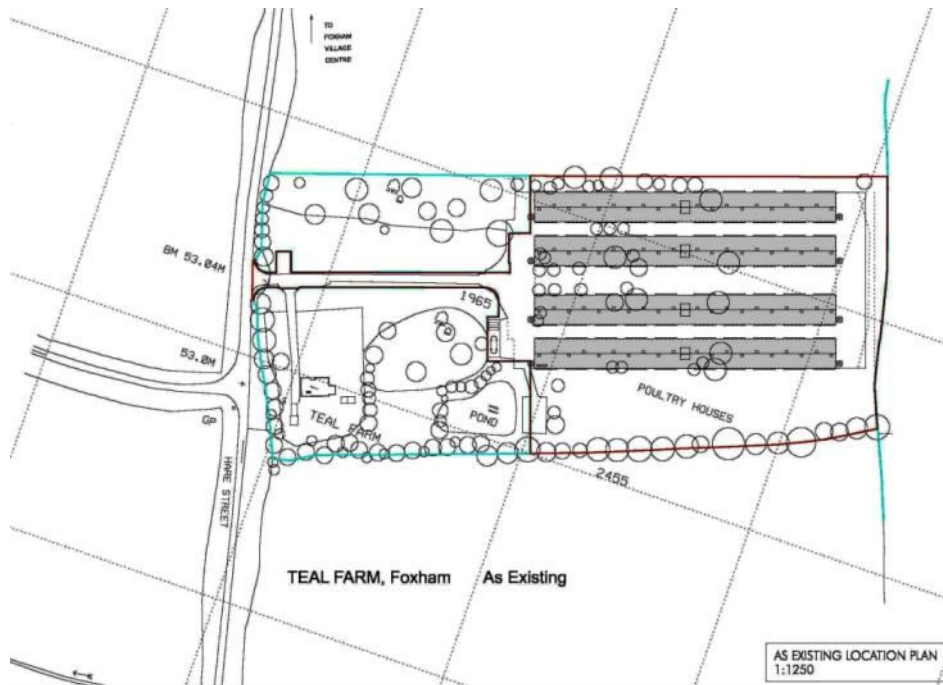 TO
FOXHAM
VILLAGE
CENTRE
BM 53.04M
1965
53.0M
GP
TEAL FARM
POND
POULTRY HOUSES
2455
HARE STREET
TEAL FARM, Foxham As Existing
AS EXISTING LOCATION PLAN
1:1250